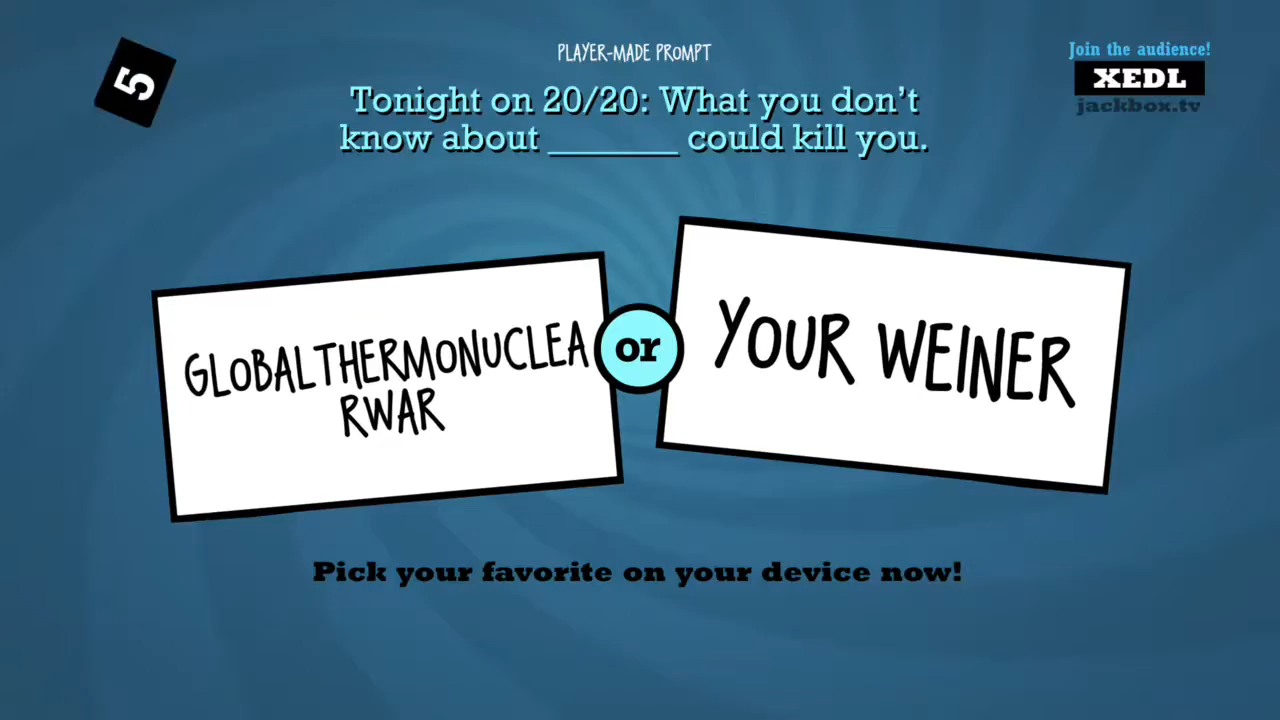 5
PLAYER-MADE PROMPT
Join the audience!
XEDL
jackbox.tv
Tonight on 20/20: What you don't
know about ________ could kill you.
GLOBALTHERMONUCLEA
RWAR
or
YOUR WEINER
Pick your favorite on your device now!